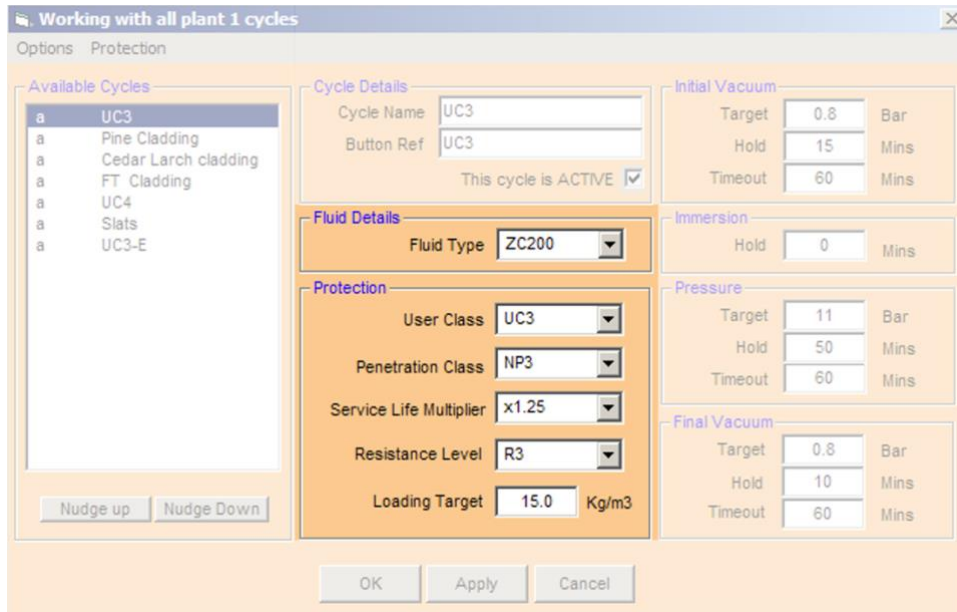 Working with all plant 1 cycles
Options Protection
Available Cycles
a UC3
a Pine Cladding
a Cedar Larch cladding
a FT Cladding
a UC4
a Slats
a UC3-E
Nudge up Nudge Down
Cycle Details
Cycle Name UC3
Button Ref UC3
This cycle is ACTIVE
Fluid Details
Fluid Type ZC200
Protection
User Class UC3
Penetration Class NP3
Service Life Multiplier x1.25
Resistance Level R3
Loading Target 15.0 Kg/m3
Initial Vacuum
Target 0.8 Bar
Hold 15 Mins
Timeout 60 Mins
Immersion
Hold 0 Mins
Pressure
Target 11 Bar
Hold 50 Mins
Timeout 60 Mins
Final Vacuum
Target 0.8 Bar
Hold 10 Mins
Timeout 60 Mins
OK Apply Cancel